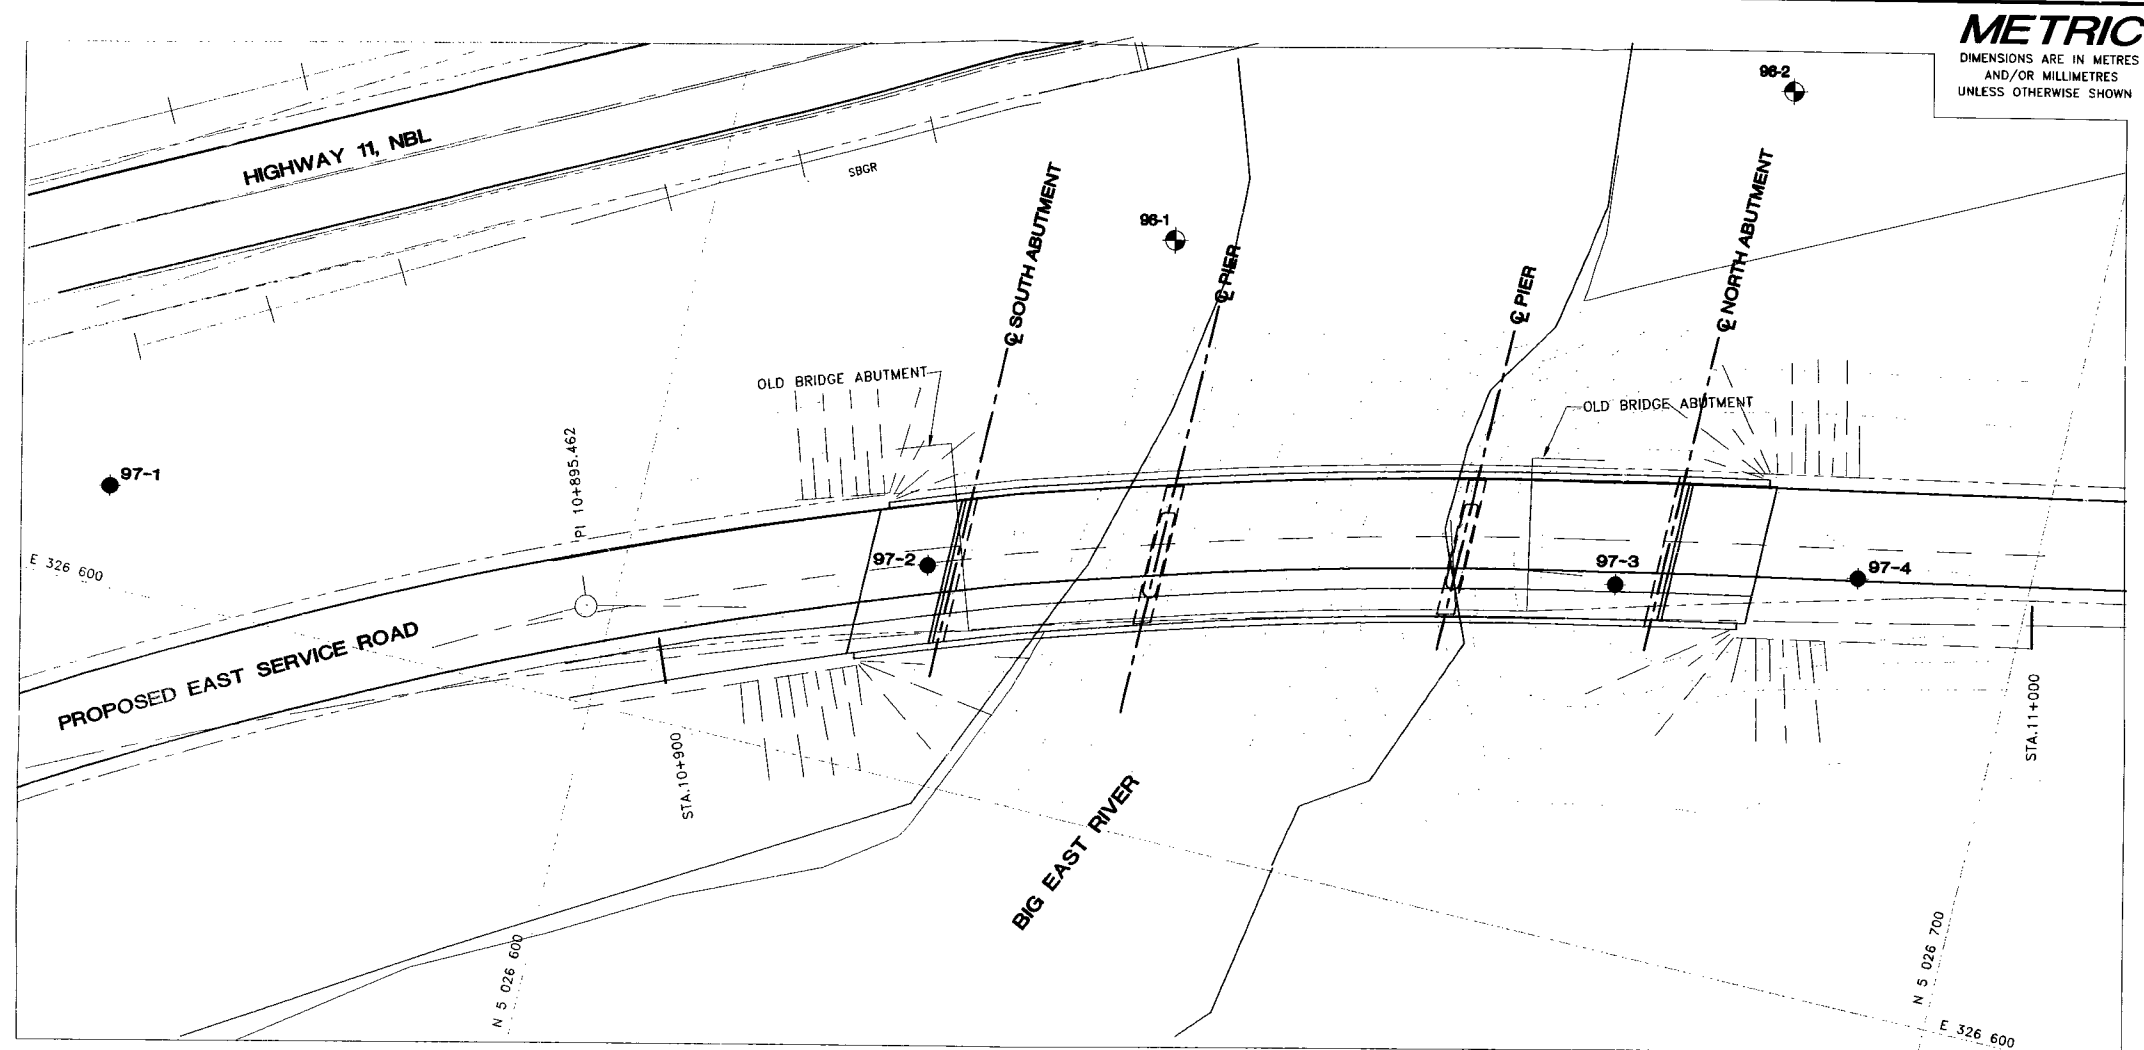 METRIC
DIMENSIONS ARE IN METRES
AND/OR MILLIMETRES
UNLESS OTHERWISE SHOWN
96-2
HIGHWAY 11, NBL
SBGR
96-1
℄ SOUTH ABUTMENT
℄ PIER
℄ PIER
℄ NORTH ABUTMENT
OLD BRIDGE ABUTMENT
OLD BRIDGE ABUTMENT
97-1
PI 10+895.462
E 326 600
97-2
97-3
97-4
PROPOSED EAST SERVICE ROAD
STA.10+900
STA.11+000
BIG EAST RIVER
N 5 026 600
N 5 026 700
E 326 600